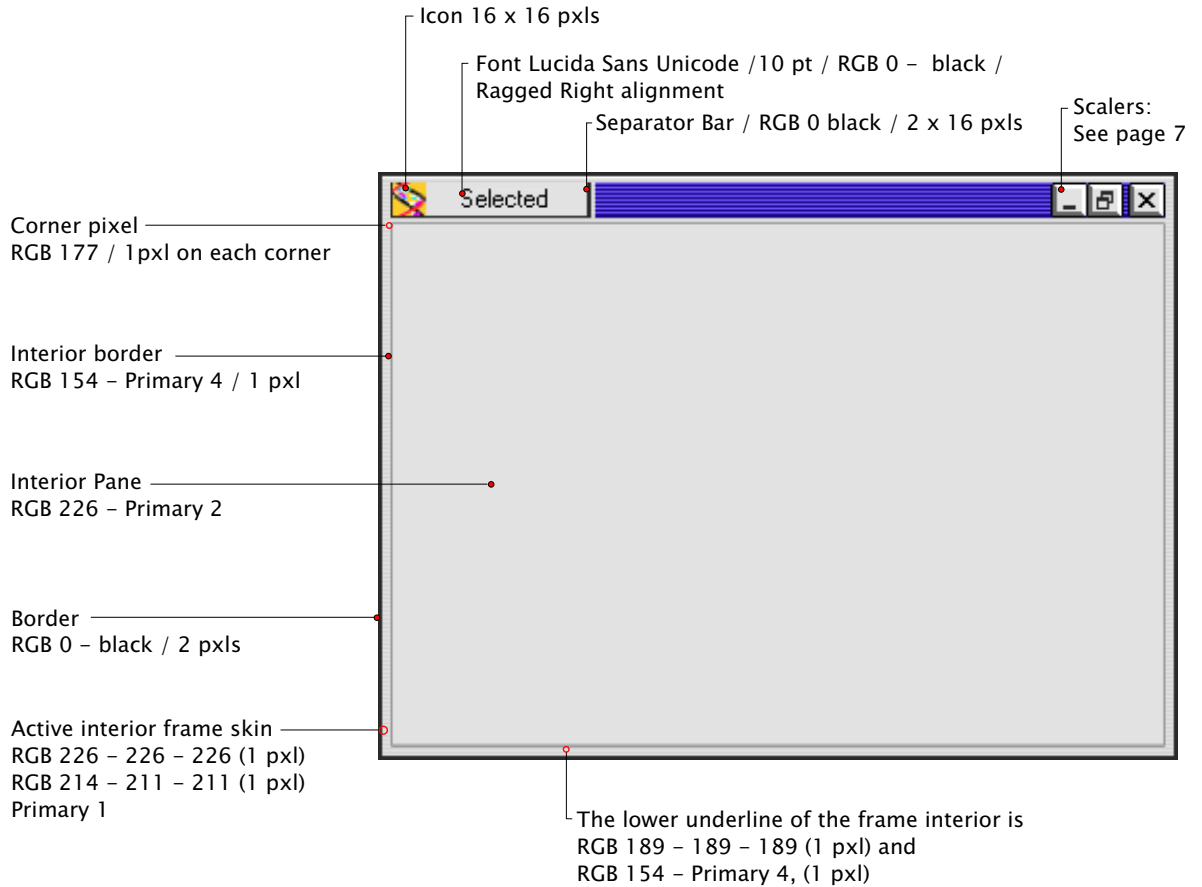 Icon 16 x 16 pxls
Font Lucida Sans Unicode /10 pt / RGB 0 –  black /
Ragged Right alignment
Separator Bar / RGB 0 black / 2 x 16 pxls
Scalers:
See page 7
Selected
Corner pixel
RGB 177 / 1pxl on each corner
Interior border
RGB 154 – Primary 4 / 1 pxl
Interior Pane
RGB 226 – Primary 2
Border
RGB 0 – black / 2 pxls
Active interior frame skin
RGB 226 – 226 – 226 (1 pxl)
RGB 214 – 211 – 211 (1 pxl)
Primary 1
The lower underline of the frame interior is
RGB 189 – 189 – 189 (1 pxl) and
RGB 154 – Primary 4, (1 pxl)